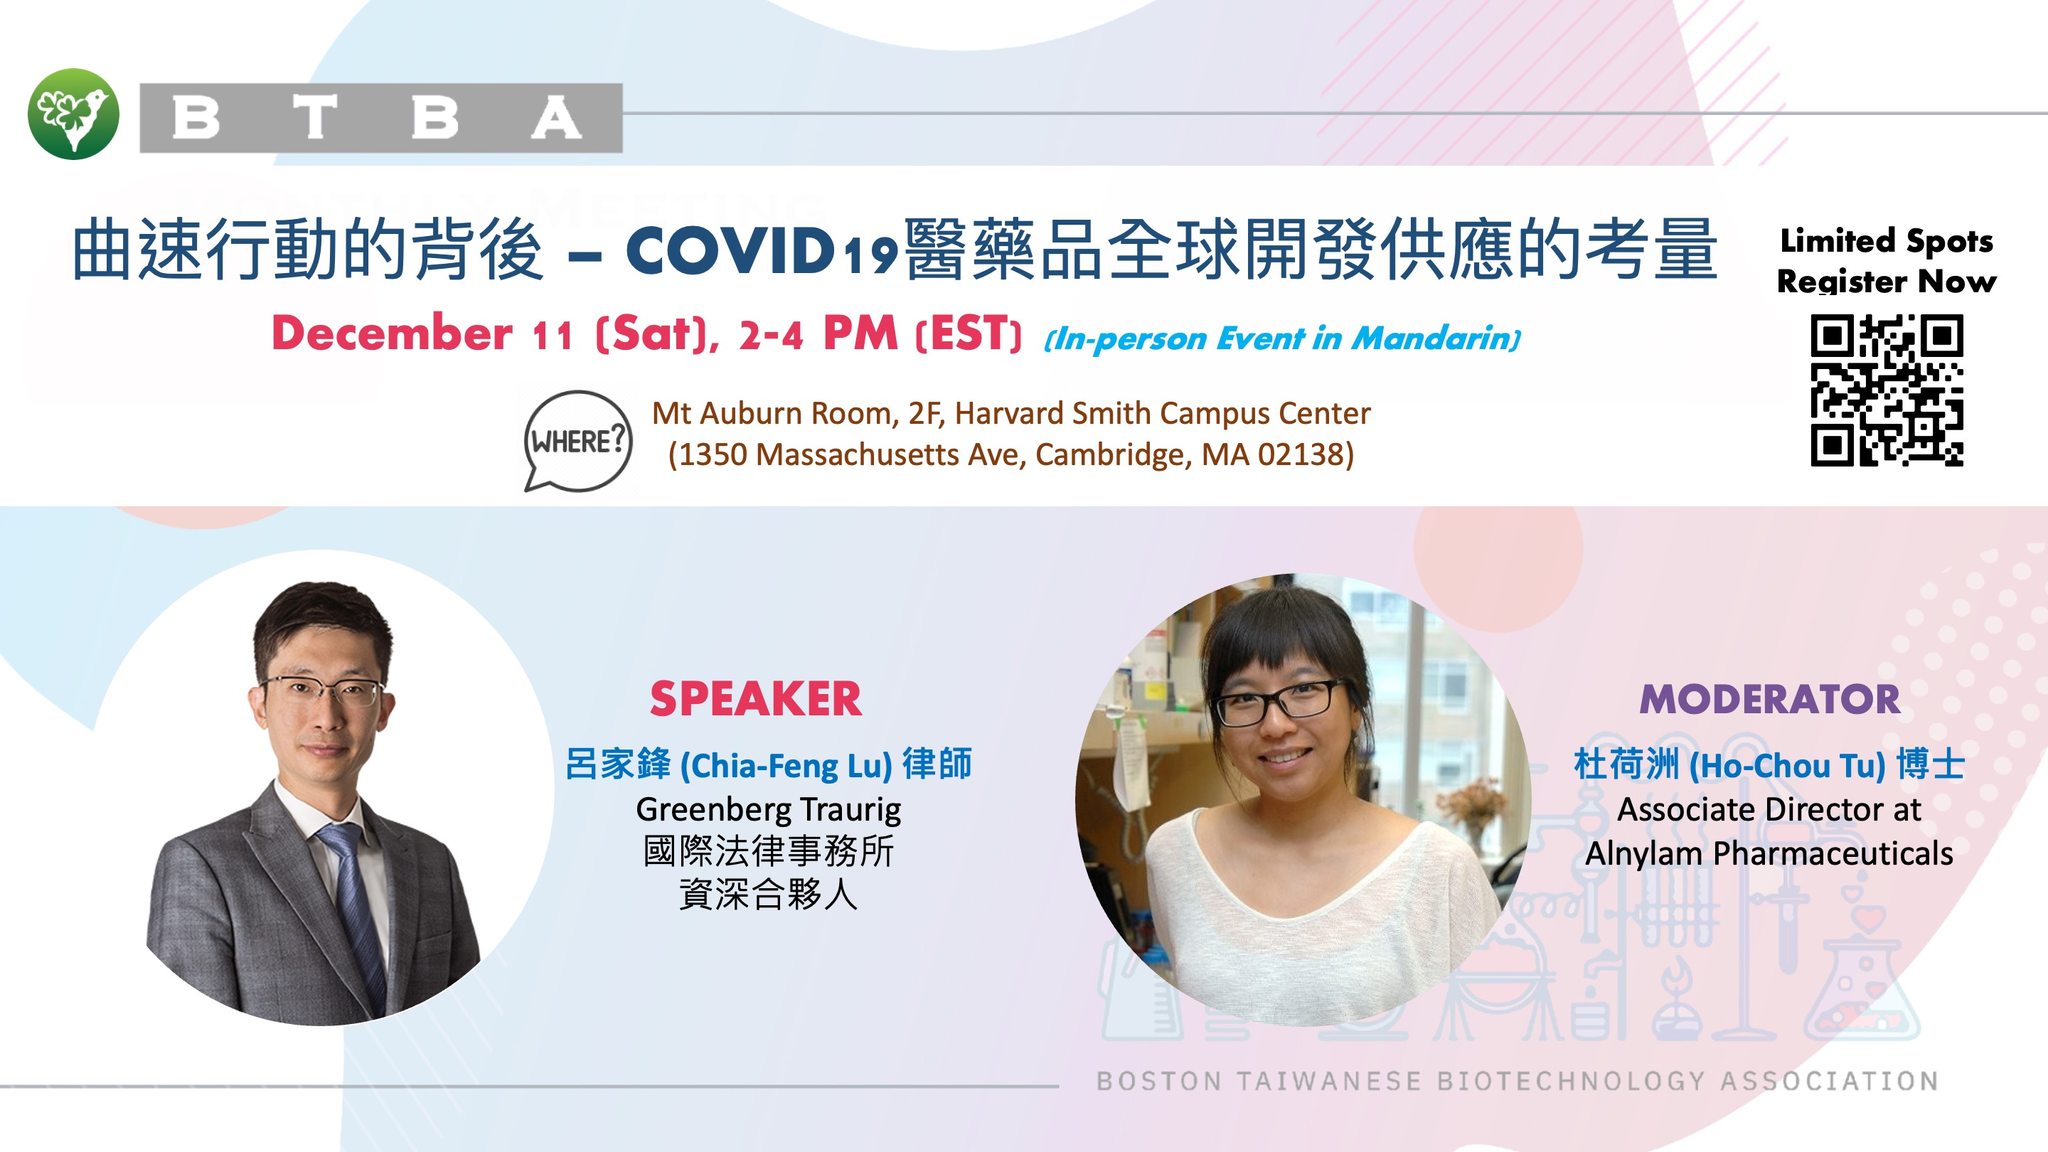 B T B A
曲速行動的背後 – COVID19醫藥品全球開發供應的考量
December 11 (Sat), 2-4 PM (EST) (In-person Event in Mandarin)
Limited Spots
Register Now
WHERE?
Mt Auburn Room, 2F, Harvard Smith Campus Center
(1350 Massachusetts Ave, Cambridge, MA 02138)
SPEAKER
呂家鋒 (Chia-Feng Lu) 律師
Greenberg Traurig
國際法律事務所
資深合夥人
MODERATOR
杜荷洲 (Ho-Chou Tu) 博士
Associate Director at
Alnylam Pharmaceuticals
BOSTON TAIWANESE BIOTECHNOLOGY ASSOCIATION